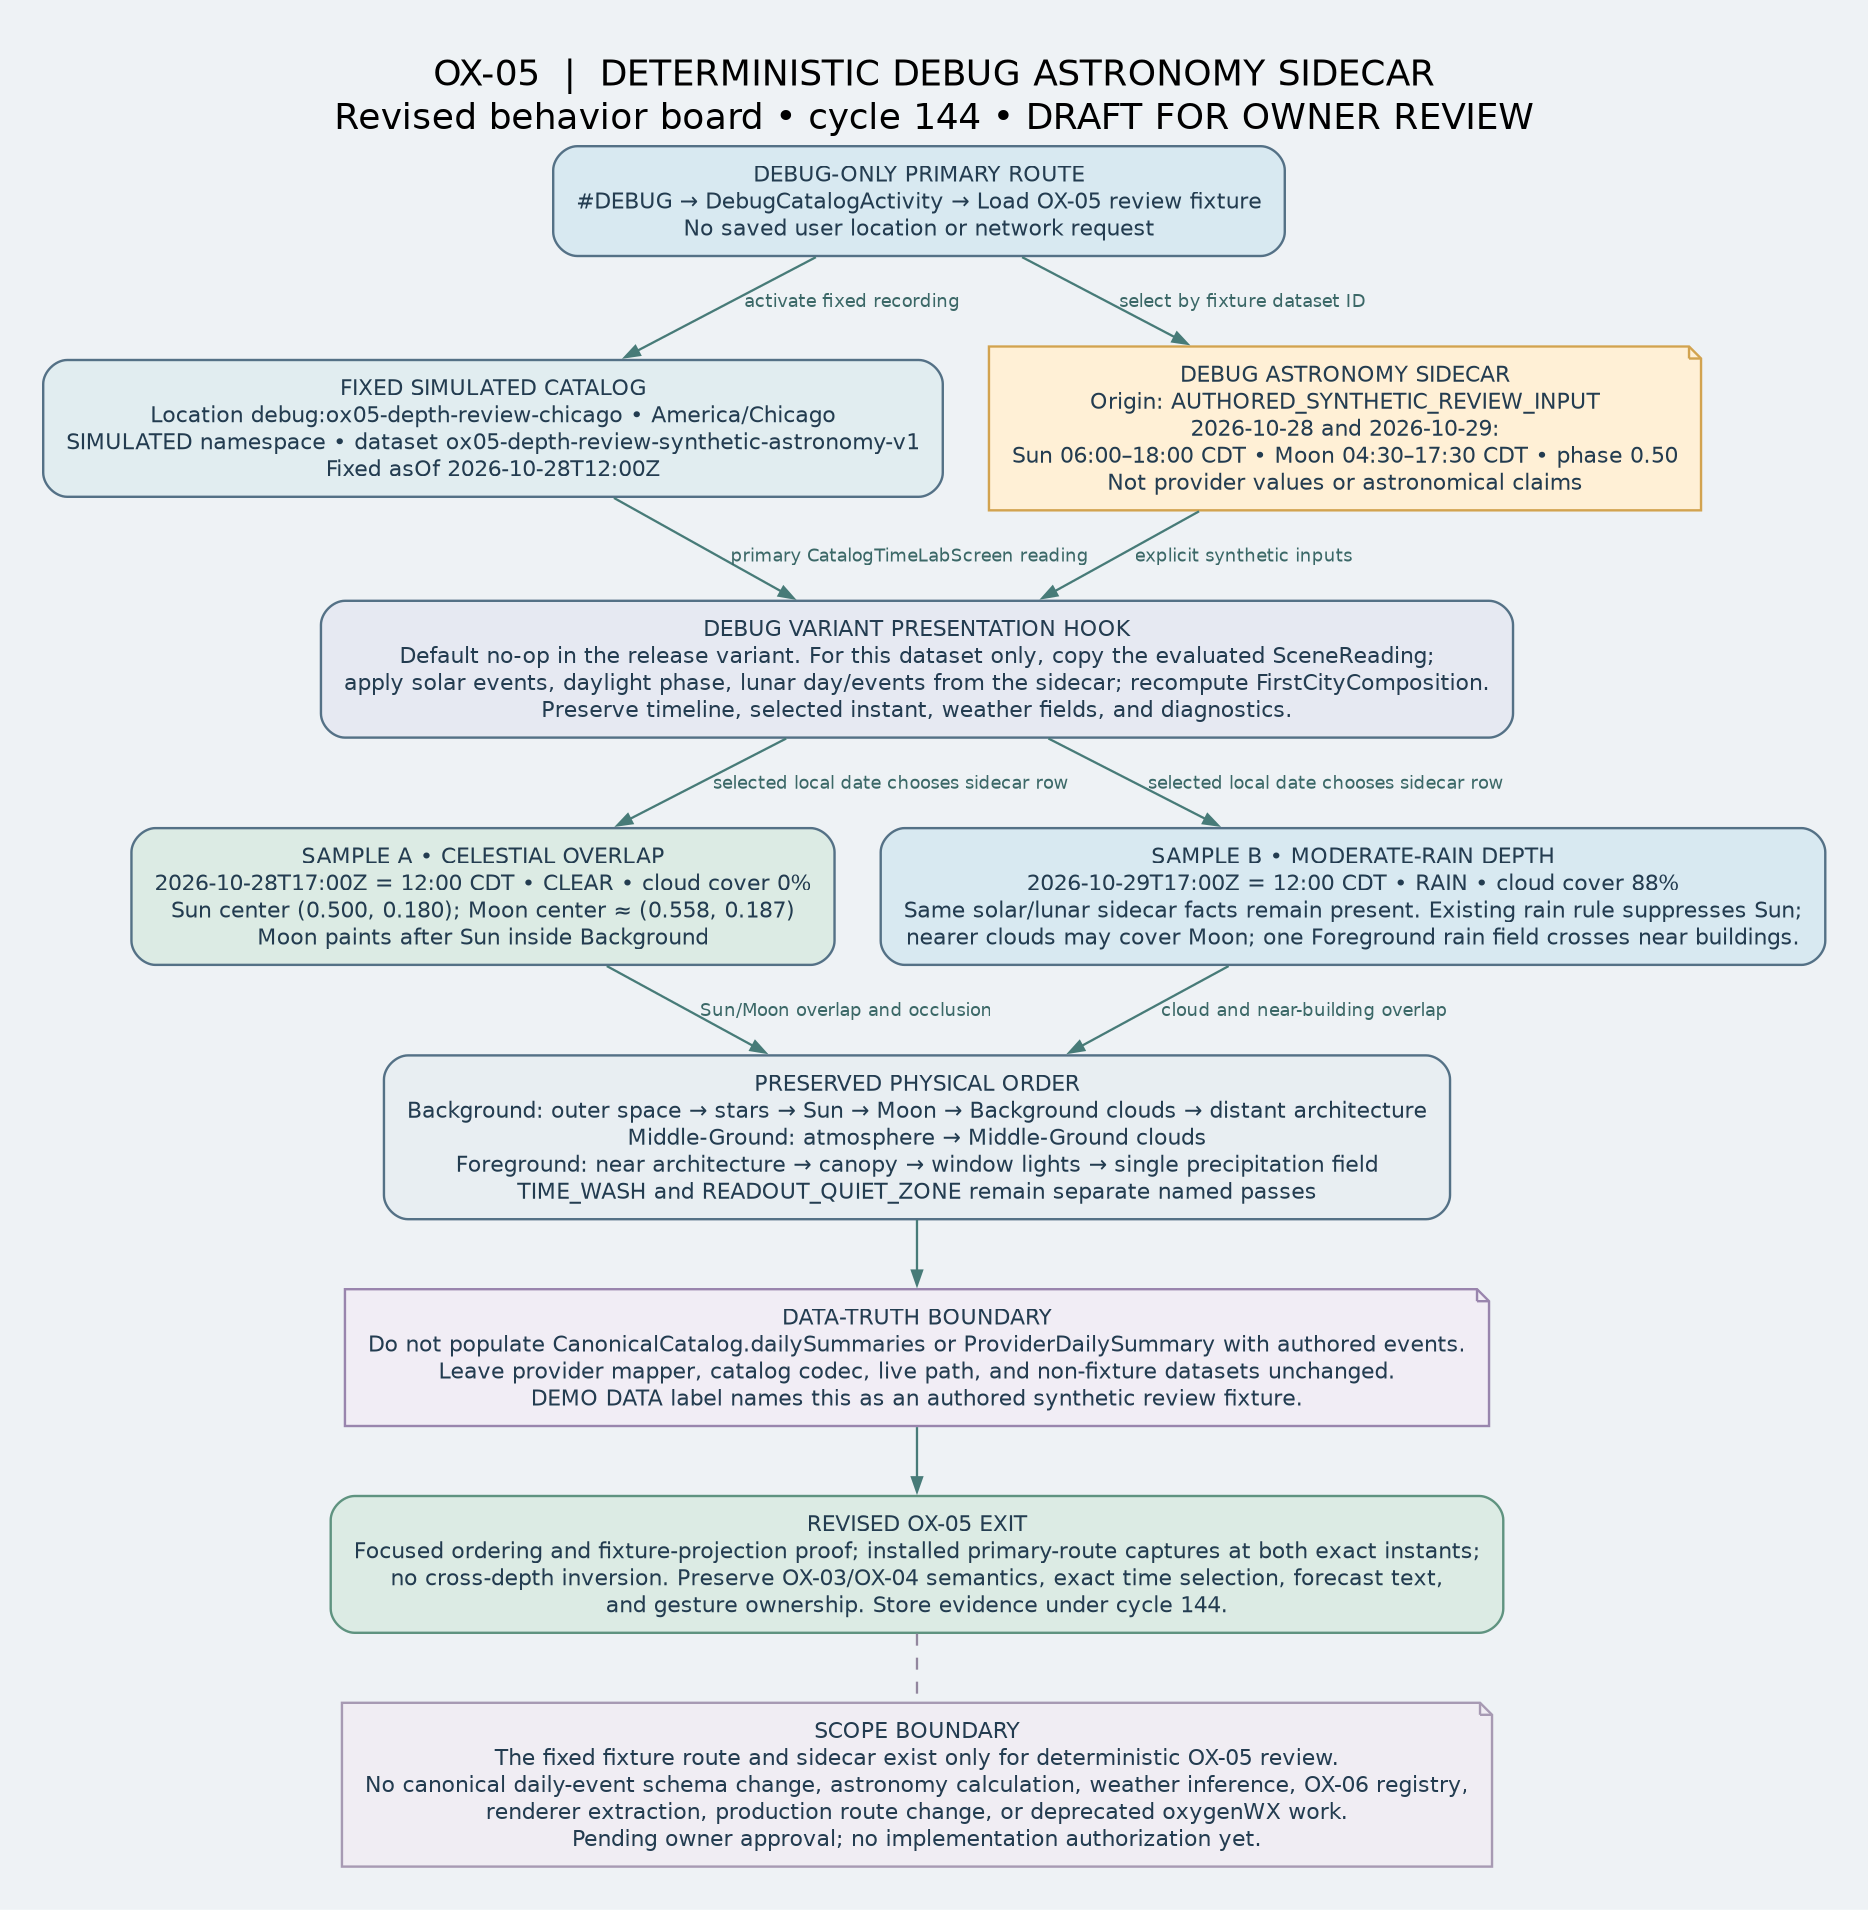 OX-05 | DETERMINISTIC DEBUG ASTRONOMY SIDECAR
Revised behavior board • cycle 144 • DRAFT FOR OWNER REVIEW
DEBUG-ONLY PRIMARY ROUTE
#DEBUG → DebugCatalogActivity → Load OX-05 review fixture
No saved user location or network request
activate fixed recording
select by fixture dataset ID
FIXED SIMULATED CATALOG
Location debug:ox05-depth-review-chicago • America/Chicago
SIMULATED namespace • dataset ox05-depth-review-synthetic-astronomy-v1
Fixed asOf 2026-10-28T12:00Z
DEBUG ASTRONOMY SIDECAR
Origin: AUTHORED_SYNTHETIC_REVIEW_INPUT
2026-10-28 and 2026-10-29:
Sun 06:00–18:00 CDT • Moon 04:30–17:30 CDT • phase 0.50
Not provider values or astronomical claims
primary CatalogTimeLabScreen reading
explicit synthetic inputs
DEBUG VARIANT PRESENTATION HOOK
Default no-op in the release variant. For this dataset only, copy the evaluated SceneReading;
apply solar events, daylight phase, lunar day/events from the sidecar; recompute FirstCityComposition.
Preserve timeline, selected instant, weather fields, and diagnostics.
selected local date chooses sidecar row
selected local date chooses sidecar row
SAMPLE A • CELESTIAL OVERLAP
2026-10-28T17:00Z = 12:00 CDT • CLEAR • cloud cover 0%
Sun center (0.500, 0.180); Moon center ≈ (0.558, 0.187)
Moon paints after Sun inside Background
SAMPLE B • MODERATE-RAIN DEPTH
2026-10-29T17:00Z = 12:00 CDT • RAIN • cloud cover 88%
Same solar/lunar sidecar facts remain present. Existing rain rule suppresses Sun;
nearer clouds may cover Moon; one Foreground rain field crosses near buildings.
Sun/Moon overlap and occlusion
cloud and near-building overlap
PRESERVED PHYSICAL ORDER
Background: outer space → stars → Sun → Moon → Background clouds → distant architecture
Middle-Ground: atmosphere → Middle-Ground clouds
Foreground: near architecture → canopy → window lights → single precipitation field
TIME_WASH and READOUT_QUIET_ZONE remain separate named passes
DATA-TRUTH BOUNDARY
Do not populate CanonicalCatalog.dailySummaries or ProviderDailySummary with authored events.
Leave provider mapper, catalog codec, live path, and non-fixture datasets unchanged.
DEMO DATA label names this as an authored synthetic review fixture.
REVISED OX-05 EXIT
Focused ordering and fixture-projection proof; installed primary-route captures at both exact instants;
no cross-depth inversion. Preserve OX-03/OX-04 semantics, exact time selection, forecast text,
and gesture ownership. Store evidence under cycle 144.
SCOPE BOUNDARY
The fixed fixture route and sidecar exist only for deterministic OX-05 review.
No canonical daily-event schema change, astronomy calculation, weather inference, OX-06 registry,
renderer extraction, production route change, or deprecated oxygenWX work.
Pending owner approval; no implementation authorization yet.